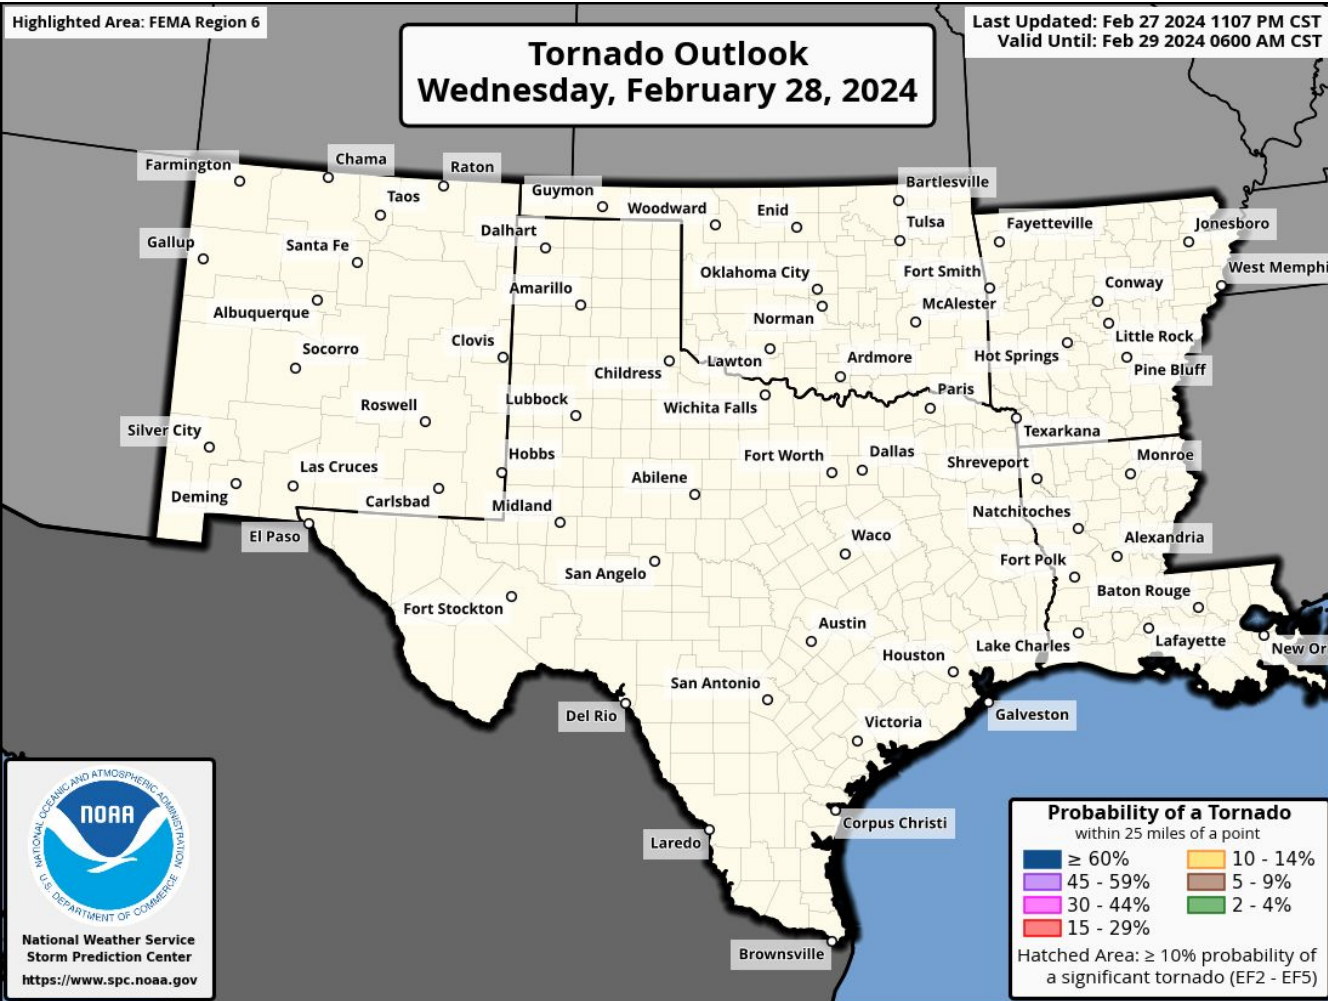 Highlighted Area: FEMA Region 6
Tornado Outlook
Wednesday, February 28, 2024
Last Updated: Feb 27 2024 1107 PM CST
Valid Until: Feb 29 2024 0600 AM CST
Farmington
Chama
Raton
Taos
Guymon
Woodward
Enid
Bartlesville
Tulsa
Fayetteville
Jonesboro
Gallup
Santa Fe
Dalhart
Oklahoma City
Fort Smith
West Memphi
Albuquerque
Amarillo
Norman
McAlester
Conway
Socorro
Clovis
Childress
Lawton
Ardmore
Hot Springs
Little Rock
Pine Bluff
Roswell
Lubbock
Wichita Falls
Paris
Texarkana
Silver City
Las Cruces
Hobbs
Abilene
Fort Worth
Dallas
Shreveport
Monroe
Deming
Carlsbad
Midland
Natchitoches
El Paso
Waco
Alexandria
San Angelo
Fort Polk
Fort Stockton
Baton Rouge
Austin
Lake Charles
Lafayette
New Or
Houston
San Antonio
Del Rio
Victoria
Galveston
Laredo
Corpus Christi
Brownsville
NATIONAL OCEANIC AND ATMOSPHERIC ADMINISTRATION
NOAA
U.S. DEPARTMENT OF COMMERCE
National Weather Service
Storm Prediction Center
https://www.spc.noaa.gov
Probability of a Tornado
within 25 miles of a point
≥ 60%
45 - 59%
30 - 44%
15 - 29%
10 - 14%
5 - 9%
2 - 4%
Hatched Area: ≥ 10% probability of
a significant tornado (EF2 - EF5)